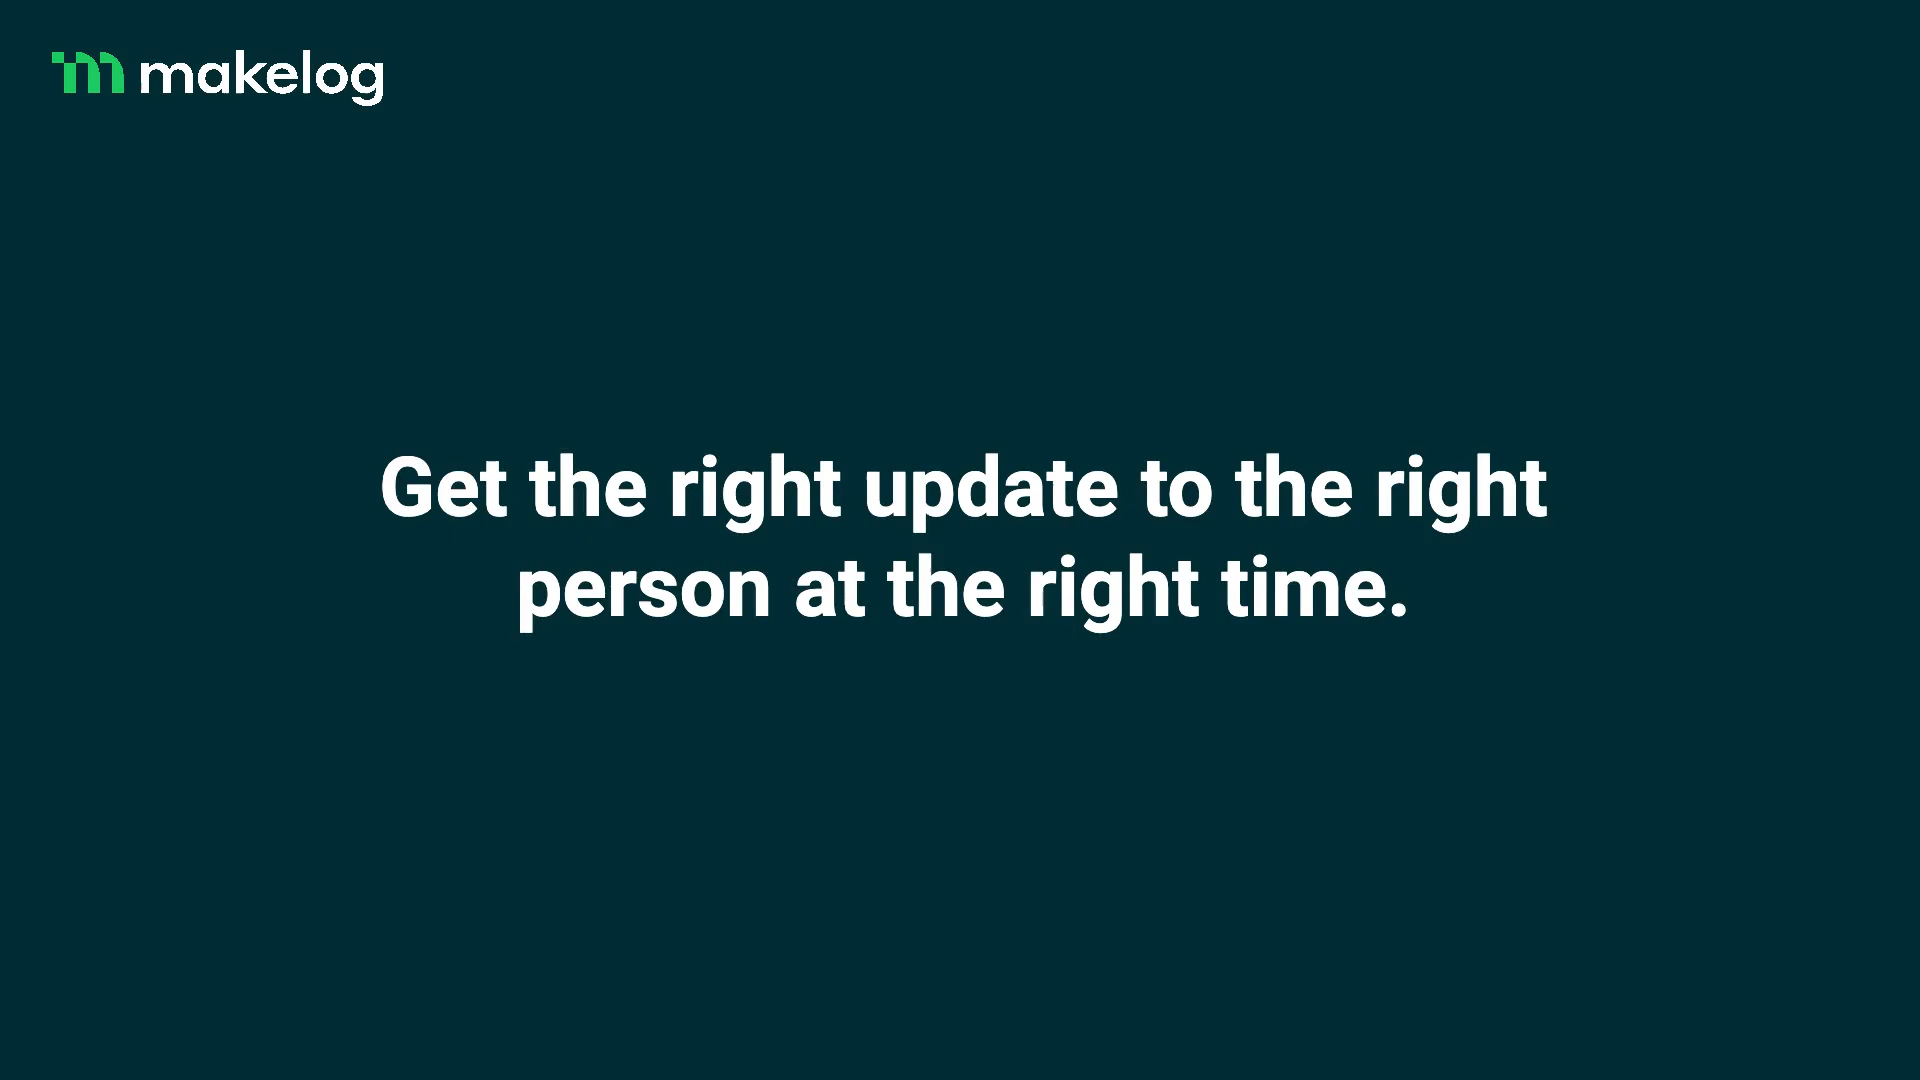 makelog
Get the right update to the right
person at the right time.